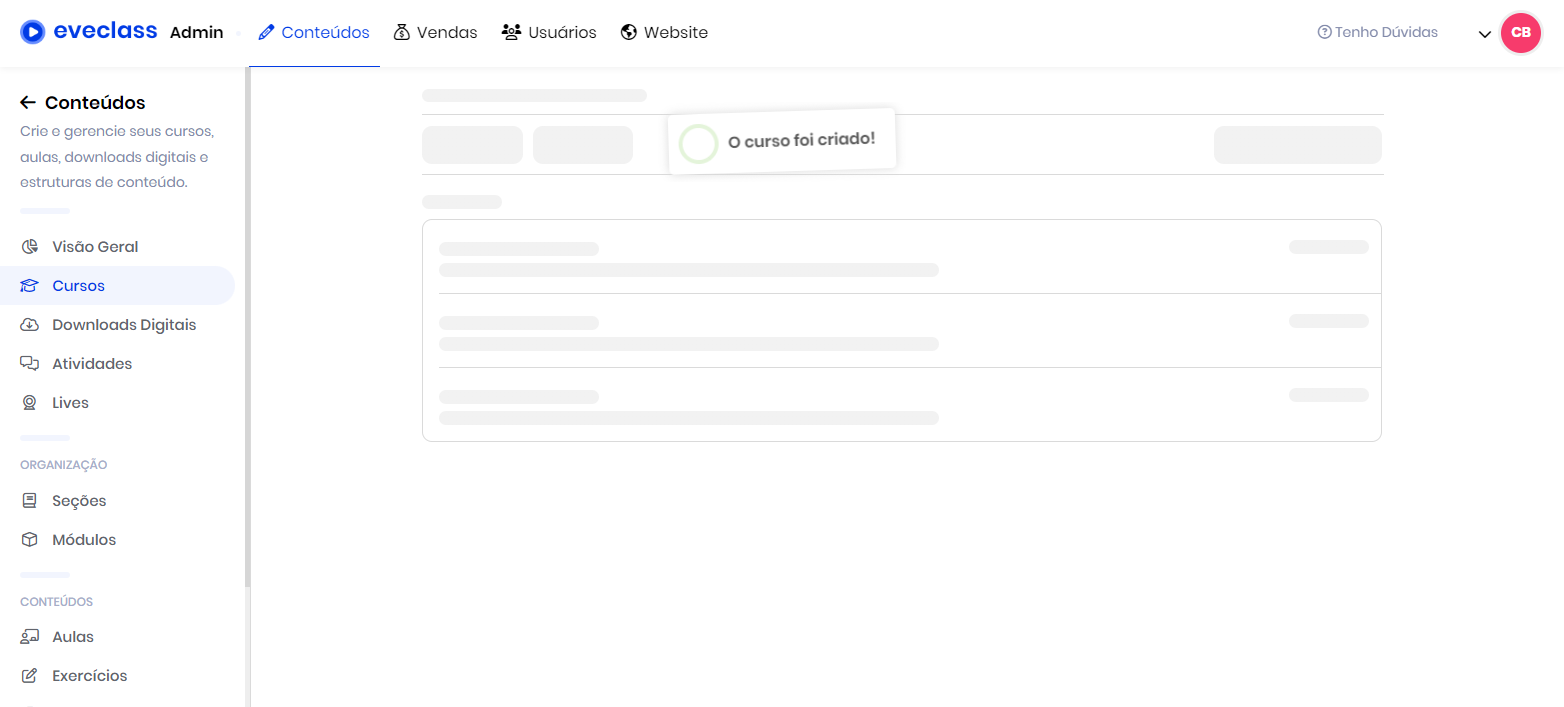 eveclass Admin
Conteúdos
Vendas
Usuários
Website
Tenho Dúvidas
CB
Conteúdos
Crie e gerencie seus cursos,
aulas, downloads digitais e
estruturas de conteúdo.
Visão Geral
Cursos
Downloads Digitais
Atividades
Lives
ORGANIZAÇÃO
Seções
Módulos
CONTEÚDOS
Aulas
Exercícios
O curso foi criado!